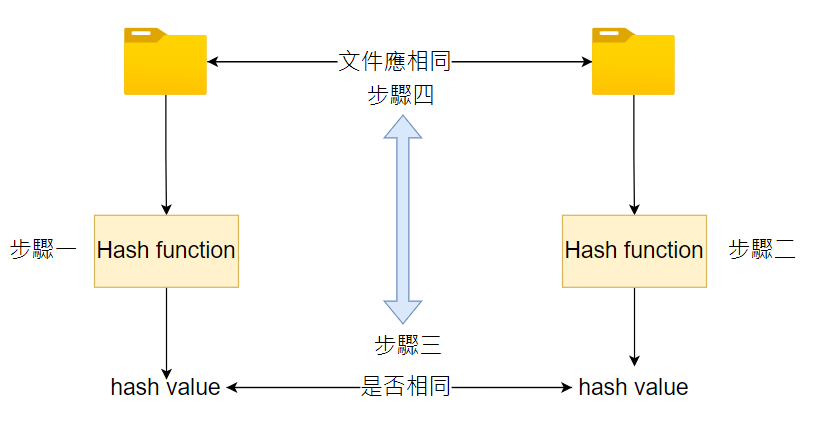 文件應相同
步驟四
步驟一
Hash function
Hash function
步驟二
步驟三
hash value
是否相同
hash value